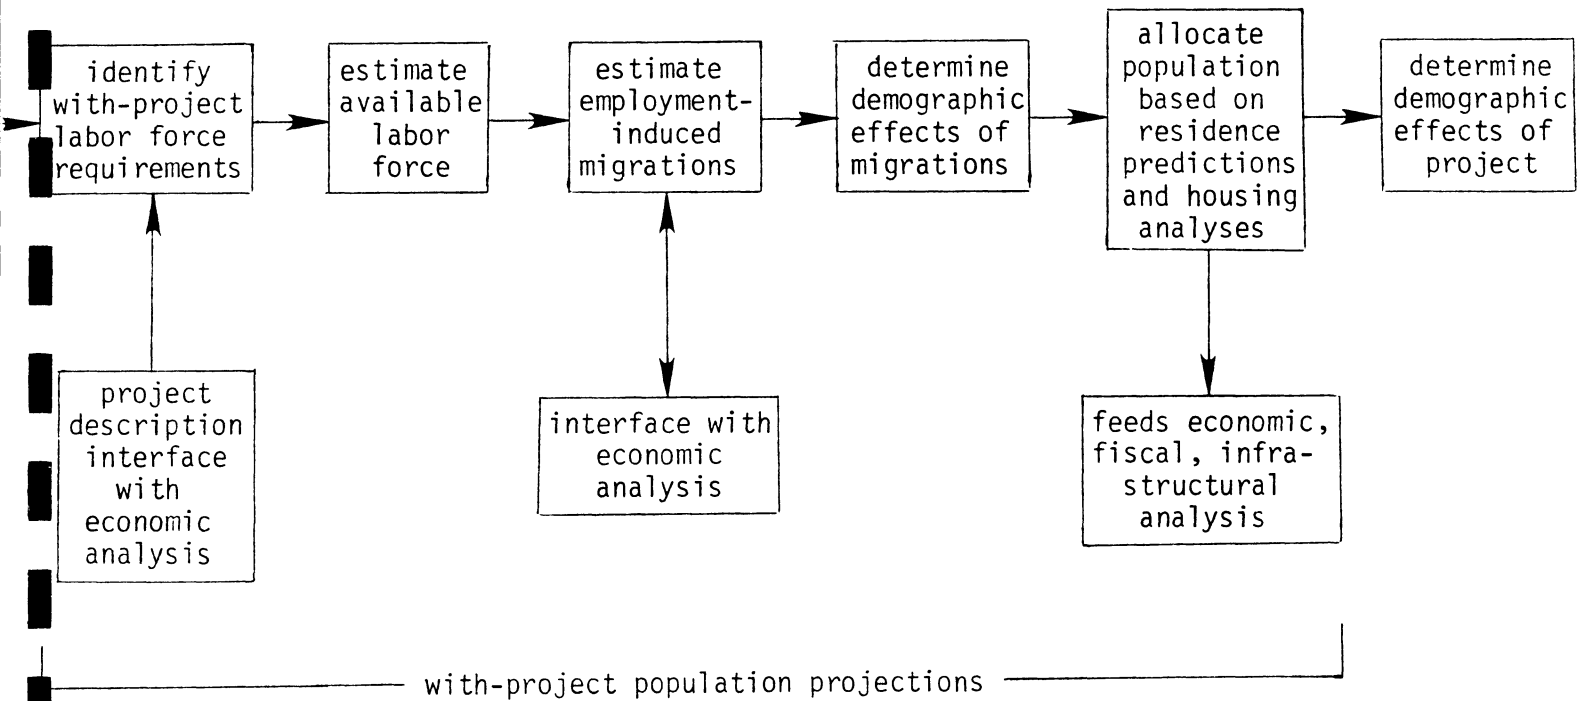 identify
with-project
labor force
requirements
estimate
available
labor
force
estimate
employment-
induced
migrations
determine
demographic
effects of
migrations
allocate
population
based on
residence
predictions
and housing
analyses
determine
demographic
effects of
project
project
description
interface
with
economic
analysis
interface with
economic
analysis
feeds economic,
fiscal, infra-
structural
analysis
with-project population projections